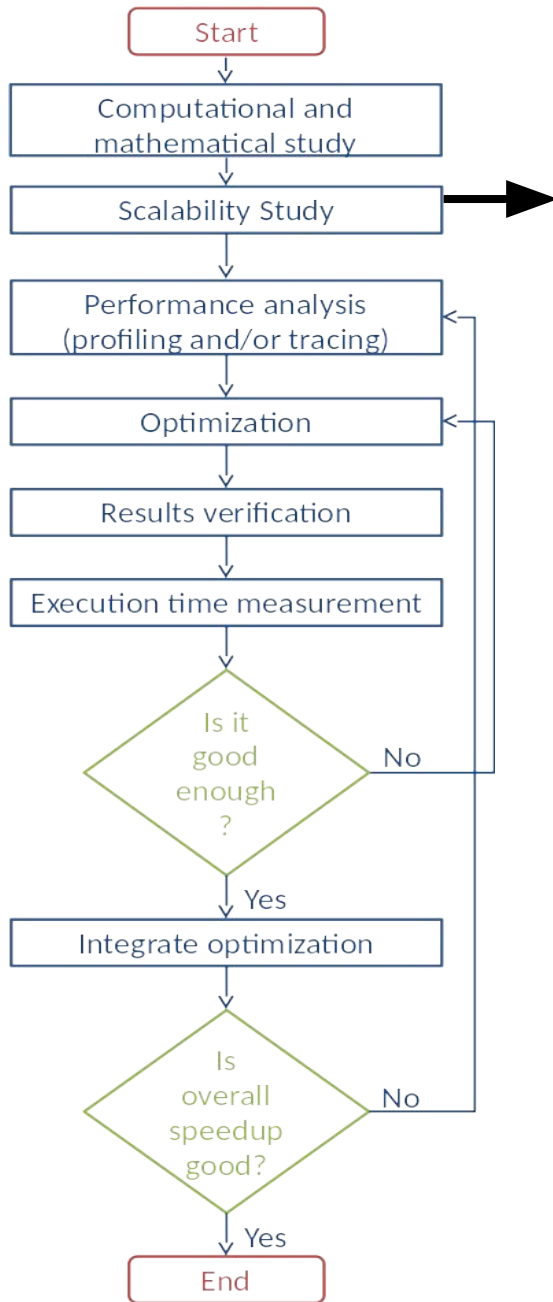 Start
Computational and
mathematical study
Scalability Study
Performance analysis
(profiling and/or tracing)
Optimization
Results verification
Execution time measurement
Is it
good
enough
?
No
Yes
Integrate optimization
Is
overall
speedup
good?
No
Yes
End